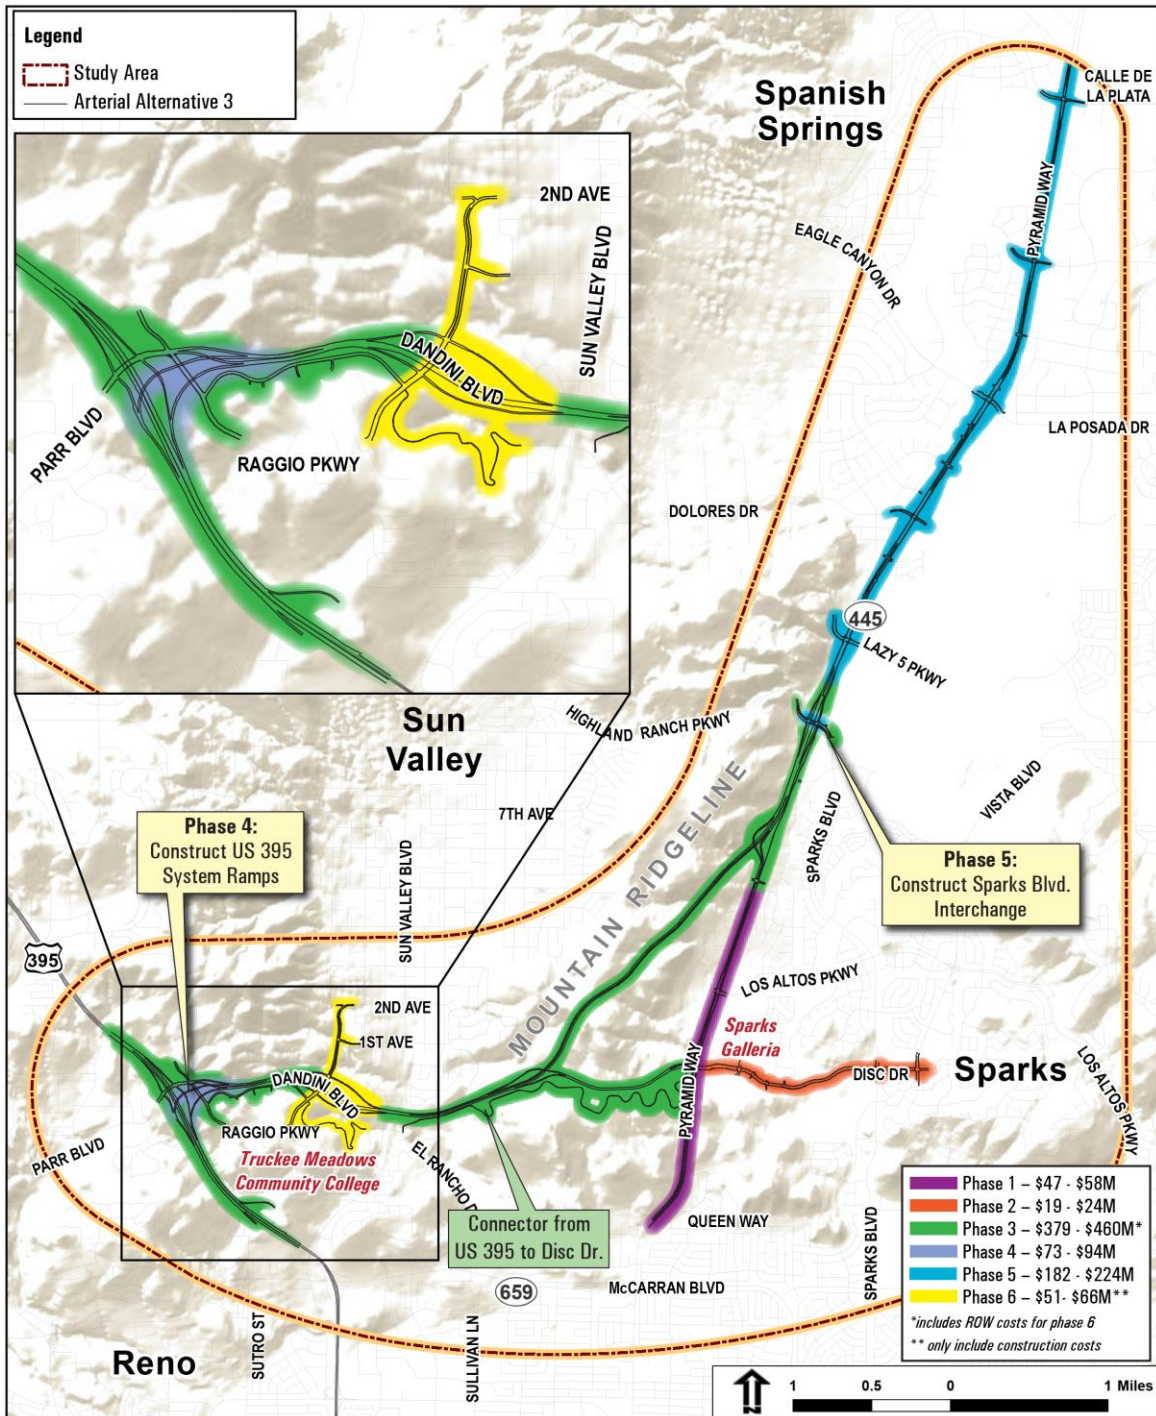 Legend
Study Area
Arterial Alternative 3
Spanish
Springs
CALLE DE
LA PLATA
PYRAMID WAY
EAGLE CANYON DR
LA POSADA DR
DOLORES DR
445
LAZY 5 PKWY
HIGHLAND RANCH PKWY
2ND AVE
SUN VALLEY BLVD
DANDINI BLVD
PARR BLVD
RAGGIO PKWY
Sun
Valley
7TH AVE
MOUNTAIN RIDGELINE
SPARKS BLVD
VISTA BLVD
Phase 4:
Construct US 395
System Ramps
Phase 5:
Construct Sparks Blvd.
Interchange
SUN VALLEY BLVD
395
LOS ALTOS PKWY
2ND AVE
1ST AVE
Sparks
Galleria
PYRAMID WAY
DISC DR
Sparks
LOS ALTOS PKWY
DANDINI BLVD
RAGGIO PKWY
PARR BLVD
Truckee Meadows
Community College
EL RANCHO D
Connector from
US 395 to Disc Dr.
QUEEN WAY
659
McCARRAN BLVD
SPARKS BLVD
Reno
SUTRO ST
SULLIVAN LN
Phase 1 – $47 - $58M
Phase 2 – $19 - $24M
Phase 3 – $379 - $460M*
Phase 4 – $73 - $94M
Phase 5 – $182 - $224M
Phase 6 – $51- $66M**
*includes ROW costs for phase 6
** only include construction costs
N
1 0.5 0 1 Miles